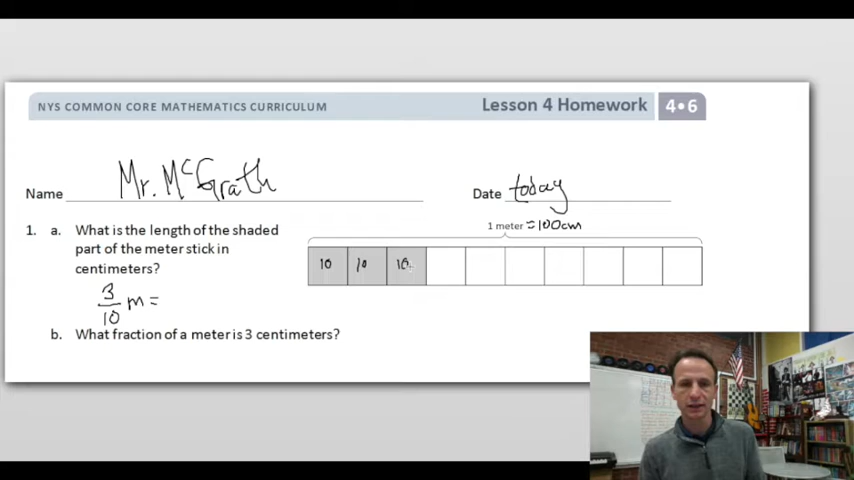 NYS COMMON CORE MATHEMATICS CURRICULUM Lesson 4 Homework 4•6
Name Mr. McGrath Date today
1 meter = 100cm
1. a. What is the length of the shaded
part of the meter stick in
centimeters?
10 10 10
3/10 m =
b. What fraction of a meter is 3 centimeters?